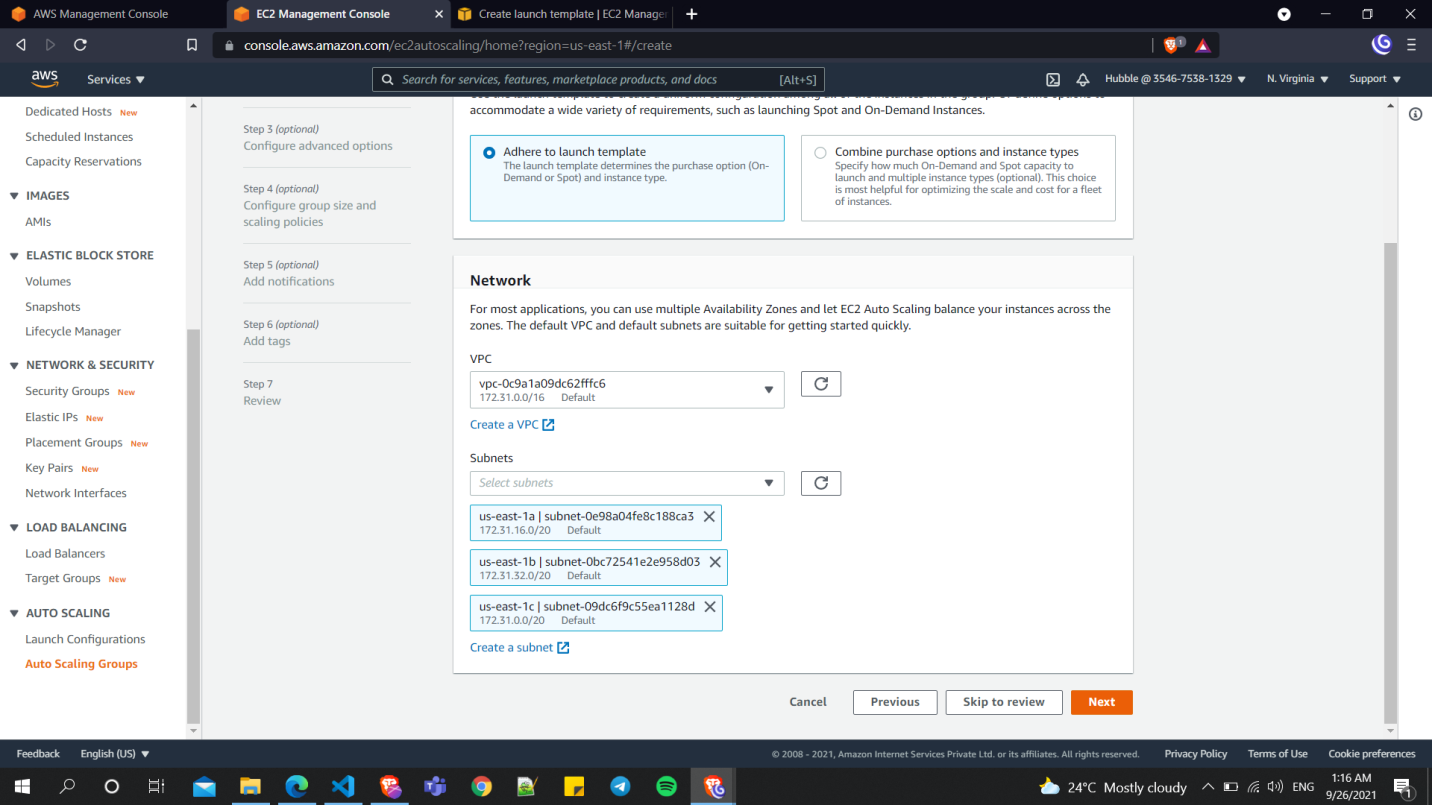 AWS Management Console
EC2 Management Console
Create launch template | EC2 Manager
console.aws.amazon.com/ec2autoscaling/home?region=us-east-1#/create
1
aws
Services
Search for services, features, marketplace products, and docs
[Alt+S]
Hubble @ 3546-7538-1329
N. Virginia
Support
Dedicated Hosts New
Scheduled Instances
Capacity Reservations
IMAGES
AMIs
ELASTIC BLOCK STORE
Volumes
Snapshots
Lifecycle Manager
NETWORK & SECURITY
Security Groups New
Elastic IPs New
Placement Groups New
Key Pairs New
Network Interfaces
LOAD BALANCING
Load Balancers
Target Groups New
AUTO SCALING
Launch Configurations
Auto Scaling Groups
Step 3 (optional)
Configure advanced options
Step 4 (optional)
Configure group size and
scaling policies
Step 5 (optional)
Add notifications
Step 6 (optional)
Add tags
Step 7
Review
accommodate a wide variety of requirements, such as launching Spot and On-Demand Instances.
Adhere to launch template
The launch template determines the purchase option (On-
Demand or Spot) and instance type.
Combine purchase options and instance types
Specify how much On-Demand and Spot capacity to
launch and multiple instance types (optional). This choice
is most helpful for optimizing the scale and cost for a fleet
of instances.
Network
For most applications, you can use multiple Availability Zones and let EC2 Auto Scaling balance your instances across the
zones. The default VPC and default subnets are suitable for getting started quickly.
VPC
vpc-0c9a1a09dc62fffc6
172.31.0.0/16 Default
Create a VPC
Subnets
Select subnets
us-east-1a | subnet-0e98a04fe8c188ca3
172.31.16.0/20 Default
us-east-1b | subnet-0bc72541e2e958d03
172.31.32.0/20 Default
us-east-1c | subnet-09dc6f9c55ea1128d
172.31.0.0/20 Default
Create a subnet
Cancel
Previous
Skip to review
Next
Feedback
English (US)
© 2008 - 2021, Amazon Internet Services Private Ltd. or its affiliates. All rights reserved.
Privacy Policy
Terms of Use
Cookie preferences
24°C Mostly cloudy
ENG
1:16 AM
9/26/2021
1